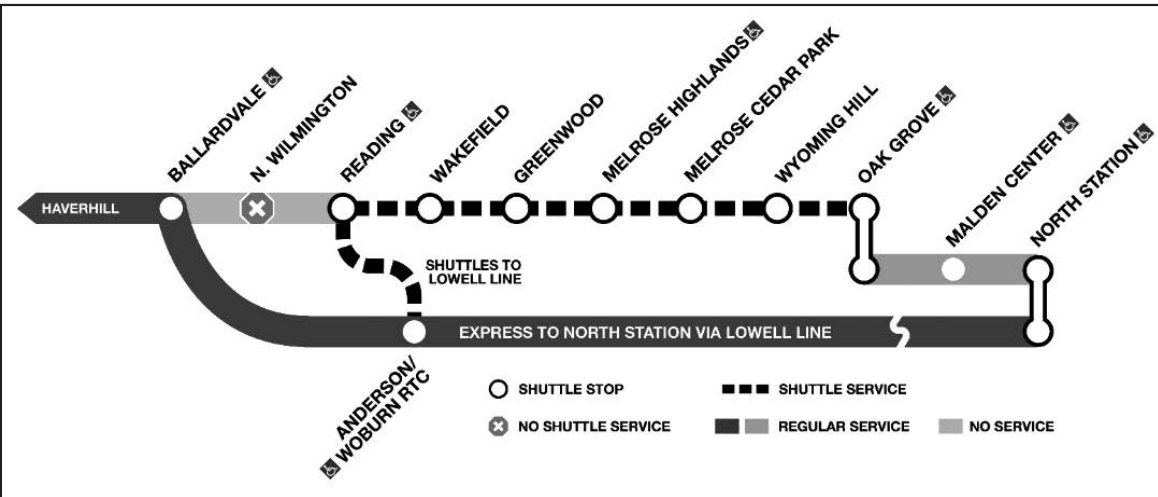 BALLARDVALE
N. WILMINGTON
READING
WAKEFIELD
GREENWOOD
MELROSE HIGHLANDS
MELROSE CEDAR PARK
WYOMING HILL
OAK GROVE
MALDEN CENTER
NORTH STATION
HAVERHILL
SHUTTLES TO
LOWELL LINE
EXPRESS TO NORTH STATION VIA LOWELL LINE
ANDERSON/
WOBURN RTC
SHUTTLE STOP
SHUTTLE SERVICE
NO SHUTTLE SERVICE
REGULAR SERVICE
NO SERVICE